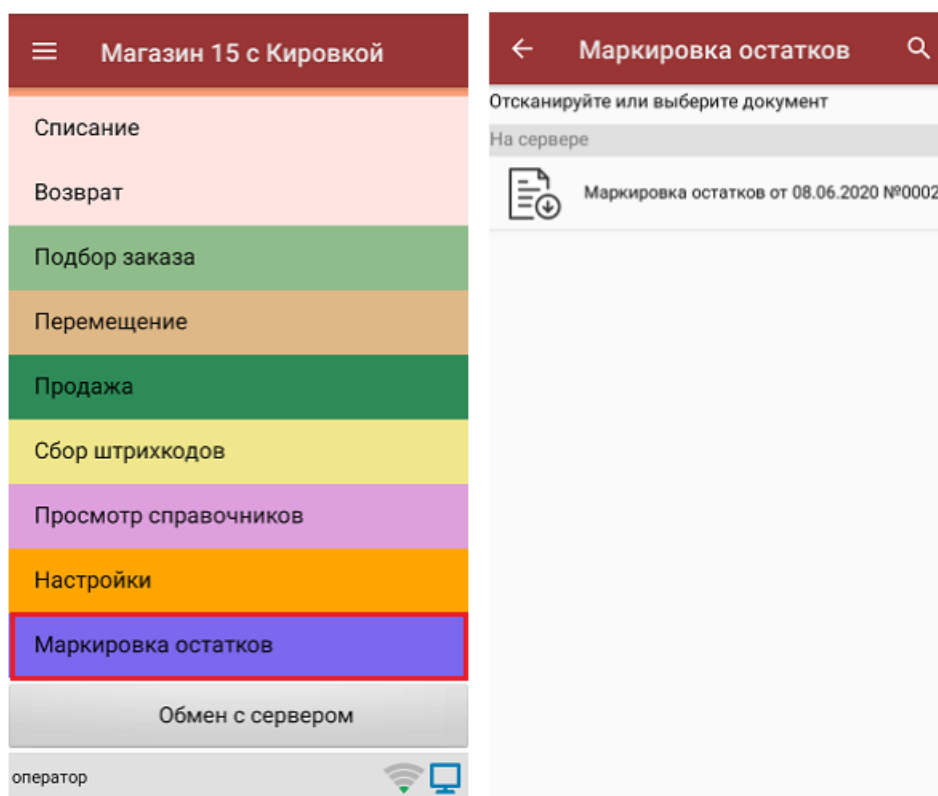 Магазин 15 с Кировкой
Списание
Возврат
Подбор заказа
Перемещение
Продажа
Сбор штрихкодов
Просмотр справочников
Настройки
Маркировка остатков
Обмен с сервером
оператор
Маркировка остатков
Отсканируйте или выберите документ
На сервере
Маркировка остатков от 08.06.2020 №0002